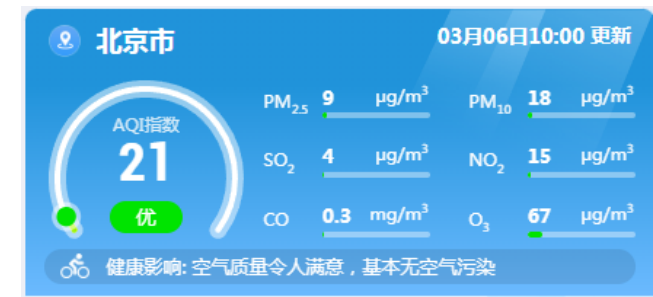 北京市 03月06日10:00 更新
AQI指数
21
优
PM2.5 9 μg/m³ PM10 18 μg/m³
SO2 4 μg/m³ NO2 15 μg/m³
CO 0.3 mg/m³ O3 67 μg/m³
健康影响: 空气质量令人满意，基本无空气污染